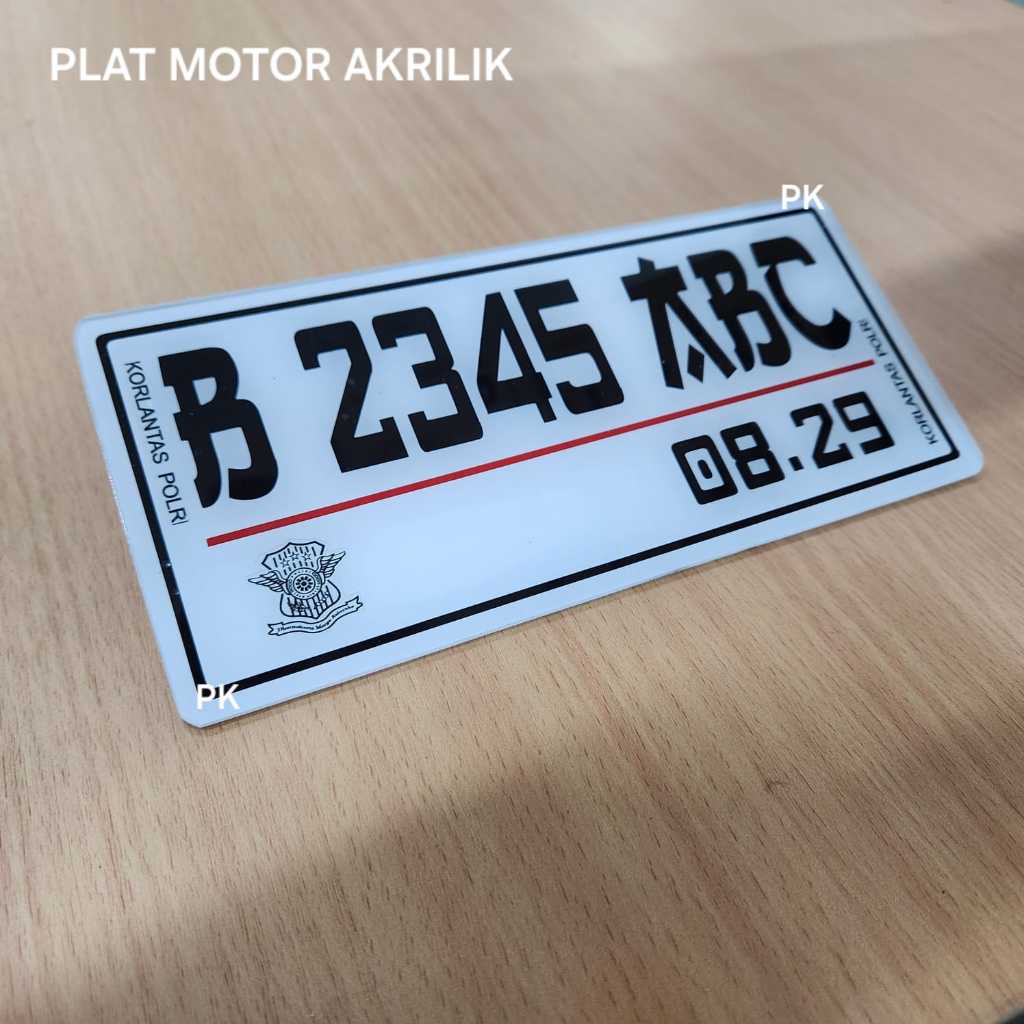 PLAT MOTOR AKRILIK
PK
B 2345 ABC
KORLANTAS POLRI
KORLANTAS POLRI
08.29
PK